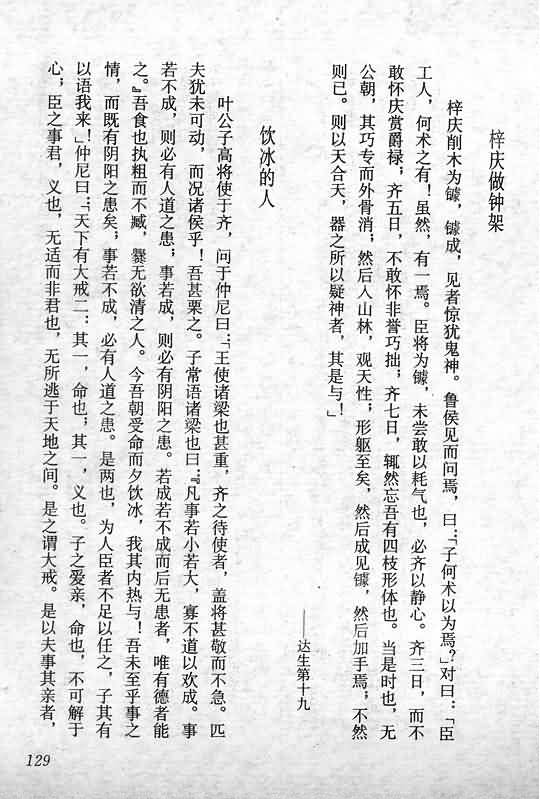 梓庆做钟架
梓庆削木为鐻，鐻成，见者惊犹鬼神。鲁侯见而问焉，曰：「子何术以为焉？」对曰：「臣
工人，何术之有！虽然，有一焉。臣将为鐻，未尝敢以耗气也，必齐以静心。齐三日，而不
敢怀庆赏爵禄；齐五日，不敢怀非誉巧拙；齐七日，辄然忘吾有四枝形体也。当是时也，无
公朝，其巧专而外骨消；然后入山林，观天性；形躯至矣，然后成见鐻，然后加手焉；不然
则已。则以天合天，器之所以疑神者，其是与！」
——达生第十九
饮冰的人
叶公子高将使于齐，问于仲尼曰：「王使诸梁也甚重，齐之待使者，盖将甚敬而不急。匹
夫犹未可动，而况诸侯乎！吾甚栗之。子常语诸梁也曰：『凡事若小若大，寡不道以欢成。事
若不成，则必有人道之患；事若成，则必有阴阳之患。若成若不成而后无患者，唯有德者能
之。』吾食也执粗而不臧，爨无欲清之人。今吾朝受命而夕饮冰，我其内热与！吾未至乎事之
情，而既有阴阳之患矣；事若不成，必有人道之患。是两也，为人臣者不足以任之，子其有
以语我来！」仲尼曰：「天下有大戒二：其一，命也；其一，义也。子之爱亲，命也，不可解于
心；臣之事君，义也，无适而非君也，无所逃于天地之间。是之谓大戒。是以夫事其亲者，
129